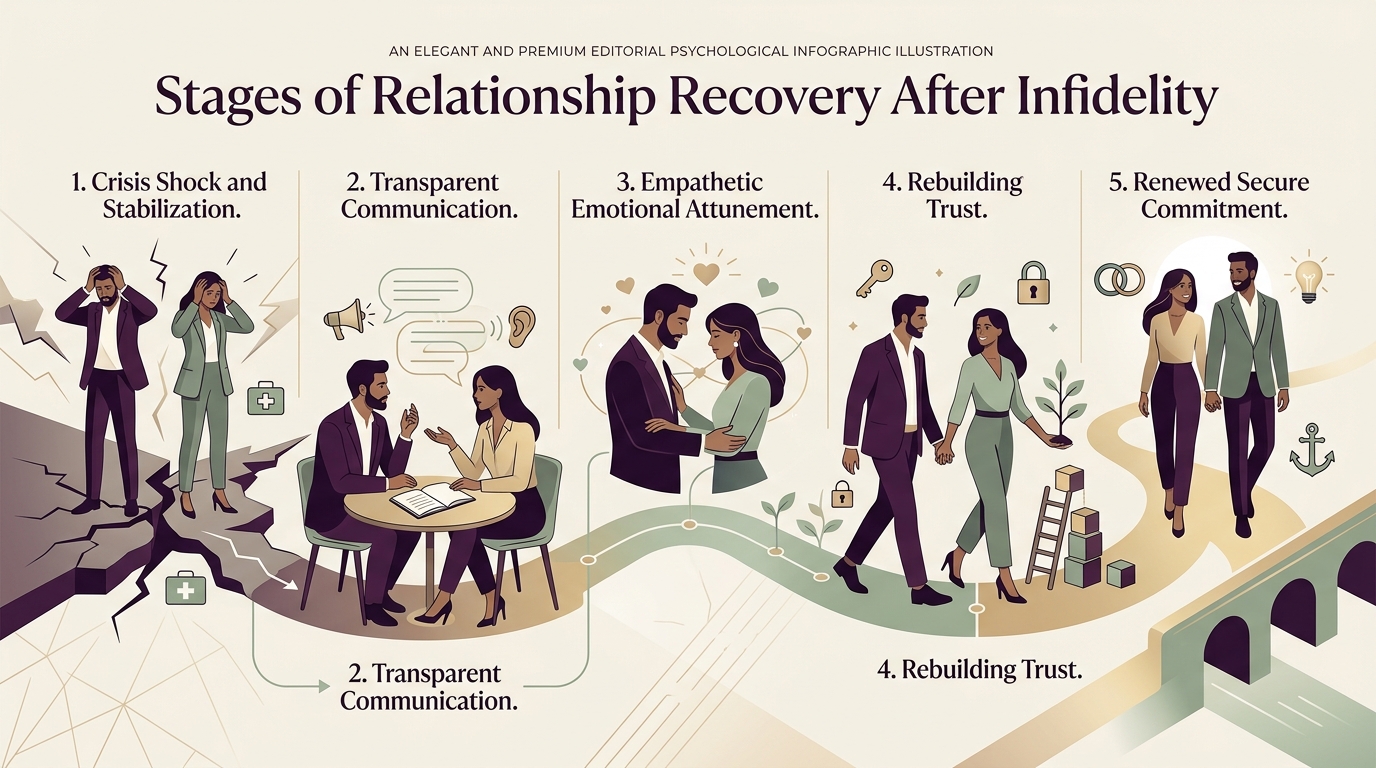 AN ELEGANT AND PREMIUM EDITORIAL PSYCHOLOGICAL INFOGRAPHIC ILLUSTRATION
Stages of Relationship Recovery After Infidelity
1. Crisis Shock and
Stabilization.
2. Transparent
Communication.
3. Empathetic
Emotional Attunement.
4. Rebuilding
Trust.
5. Renewed Secure
Commitment.
2. Transparent
Communication.
4. Rebuilding Trust.